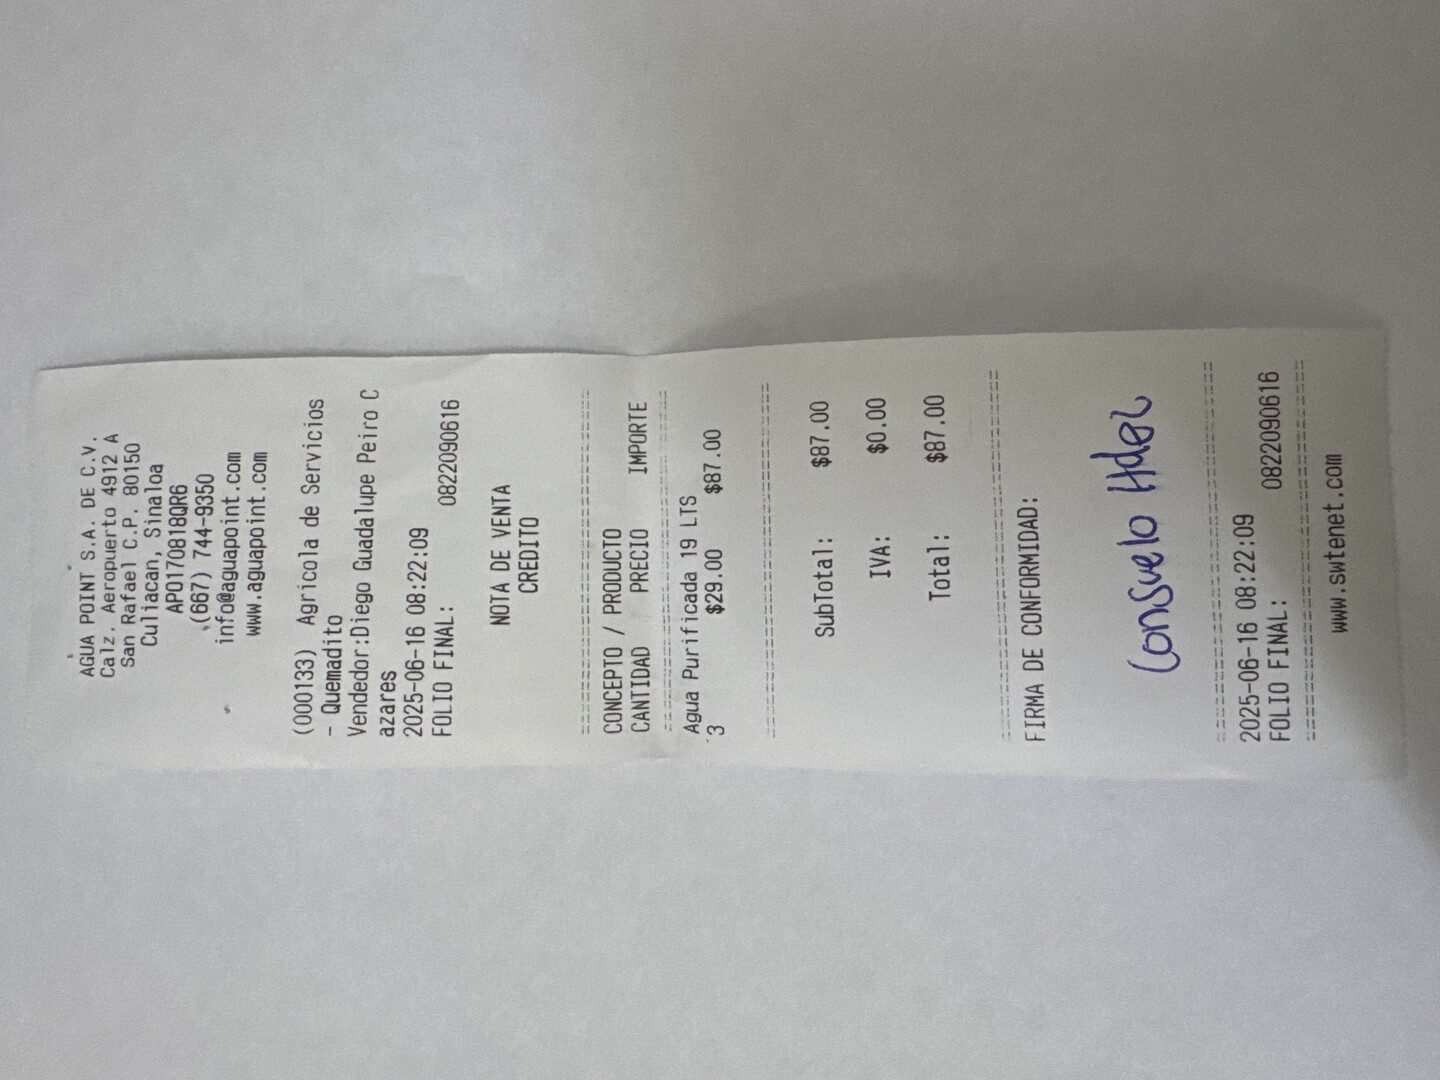 AGUA POINT S.A. DE C.V.
Calz. Aeropuerto 4912 A
San Rafael C.P. 80150
Culiacan, Sinaloa
APO170818QR6
(667) 744-9350
info@aguapoint.com
www.aguapoint.com
(000133) Agricola de Servicios
- Quemadito
Vendedor:Diego Guadalupe Peiro C
azares
2025-06-16 08:22:09
FOLIO FINAL: 0822090616
NOTA DE VENTA
CREDITO
================================
CONCEPTO / PRODUCTO
CANTIDAD PRECIO IMPORTE
================================
Agua Purificada 19 LTS
3 $29.00 $87.00
================================
SubTotal: $87.00
IVA: $0.00
Total: $87.00
================================
FIRMA DE CONFORMIDAD:
Consuelo Hdez
================================
2025-06-16 08:22:09
FOLIO FINAL: 0822090616
================================
www.swtenet.com